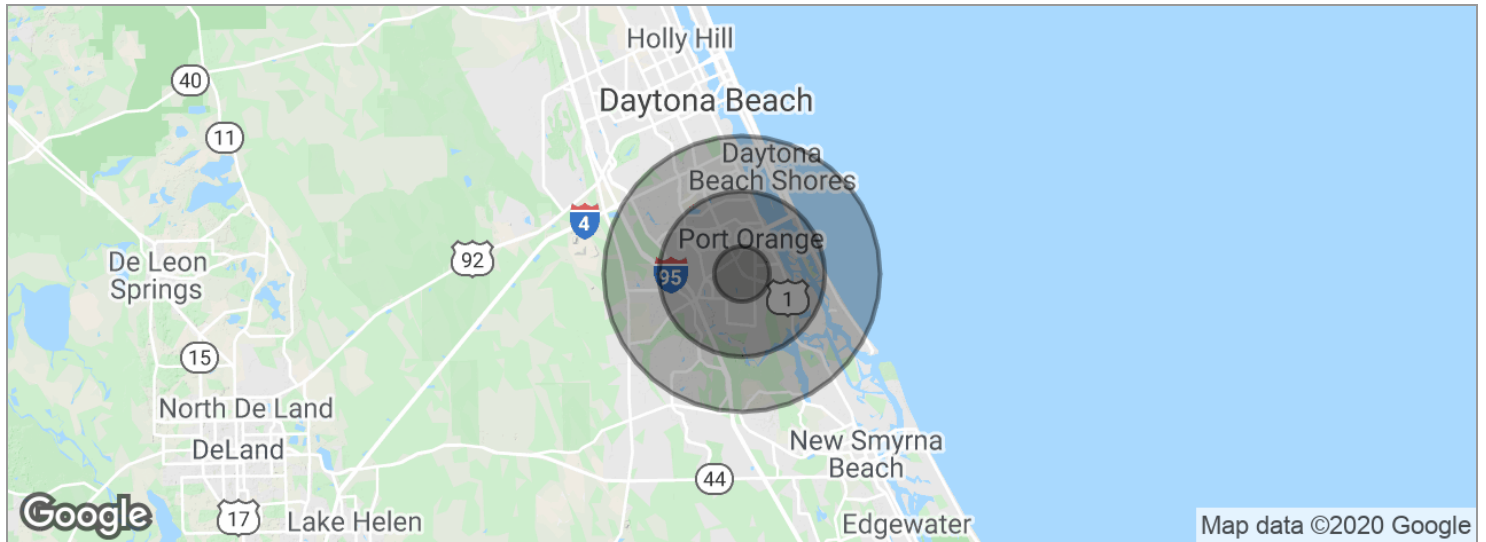 Holly Hill
40
Daytona Beach
11
Daytona
Beach Shores
4
Port Orange
92
De Leon
Springs
95
1
15
North De Land
DeLand
New Smyrna
Beach
44
Google
17
Lake Helen
Edgewater
Map data ©2020 Google